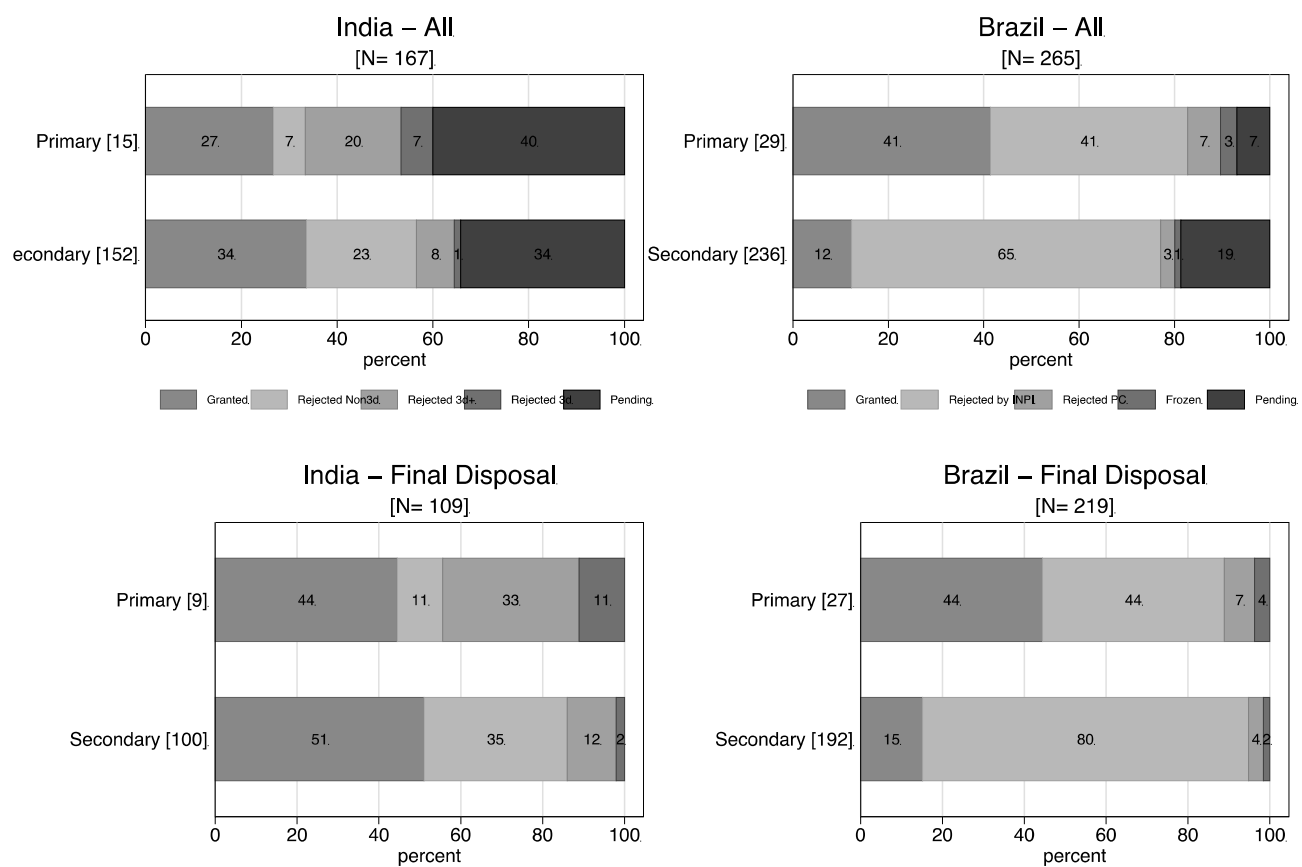 India – All
[N= 167]
Primary [15]
27. 7. 20. 7. 40.
econdary [152]
34. 23. 8. 1. 34.
0 20 40 60 80 100
percent
Granted. Rejected Non3d. Rejected 3d+. Rejected 3d. Pending.
Brazil – All
[N= 265]
Primary [29]
41. 41. 7. 3. 7.
Secondary [236]
12. 65. 3. 1. 19.
0 20 40 60 80 100
percent
Granted. Rejected by INPI. Rejected PC. Frozen. Pending.
India – Final Disposal
[N= 109]
Primary [9]
44. 11. 33. 11.
Secondary [100]
51. 35. 12. 2.
0 20 40 60 80 100
percent
Brazil – Final Disposal
[N= 219]
Primary [27]
44. 44. 7. 4.
Secondary [192]
15. 80. 4. 2.
0 20 40 60 80 100
percent